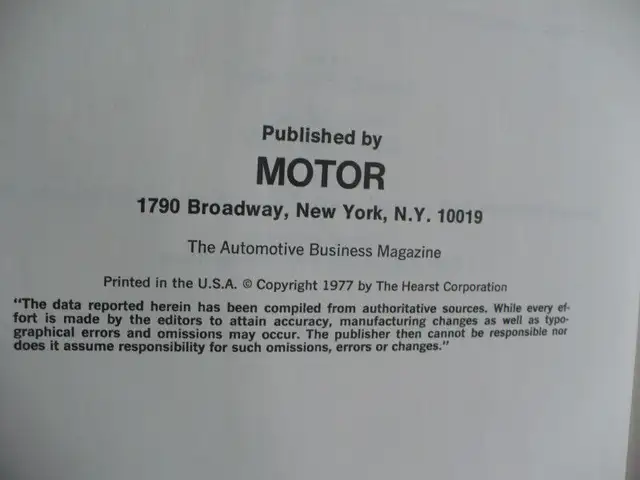 Published by
MOTOR
1790 Broadway, New York, N.Y. 10019
The Automotive Business Magazine
Printed in the U.S.A. © Copyright 1977 by The Hearst Corporation
"The data reported herein has been compiled from authoritative sources. While every ef-
fort is made by the editors to attain accuracy, manufacturing changes as well as typo-
graphical errors and omissions may occur. The publisher then cannot be responsible nor
does it assume responsibility for such omissions, errors or changes."